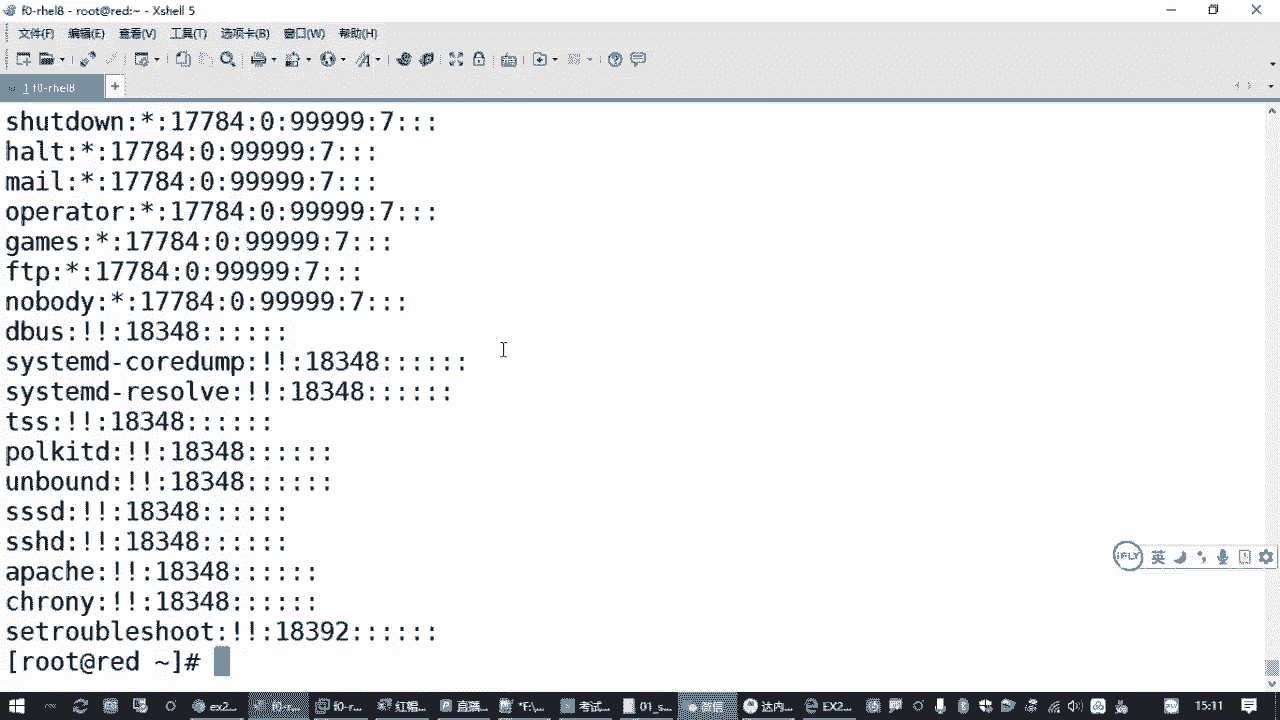 f0-rhel8 - root@red:~ - Xshell 5
文件(F) 编辑(E) 查看(V) 工具(T) 选项卡(B) 窗口(W) 帮助(H)
1 f0-rhel8
shutdown:*:17784:0:99999:7:::
halt:*:17784:0:99999:7:::
mail:*:17784:0:99999:7:::
operator:*:17784:0:99999:7:::
games:*:17784:0:99999:7:::
ftp:*:17784:0:99999:7:::
nobody:*:17784:0:99999:7:::
dbus:!!:18348::::::
systemd-coredump:!!:18348::::::
systemd-resolve:!!:18348::::::
tss:!!:18348::::::
polkitd:!!:18348::::::
unbound:!!:18348::::::
sssd:!!:18348::::::
sshd:!!:18348::::::
apache:!!:18348::::::
chrony:!!:18348::::::
setroubleshoot:!!:18392::::::
[root@red ~]#
iFLY 英
ex2... f0-r... f0-r... 红帽... 直播... *F:\... 考试... 01_s... 微信 达内... EX2... 15:11